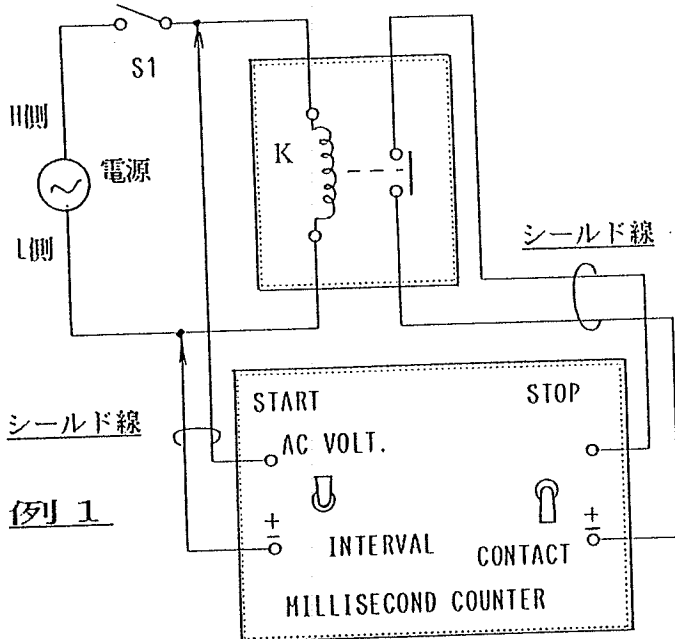 S1
H側
K
電源
L側
シールド線
START
STOP
シールド線
AC VOLT.
例 1
±
INTERVAL
CONTACT
±
MILLISECOND COUNTER